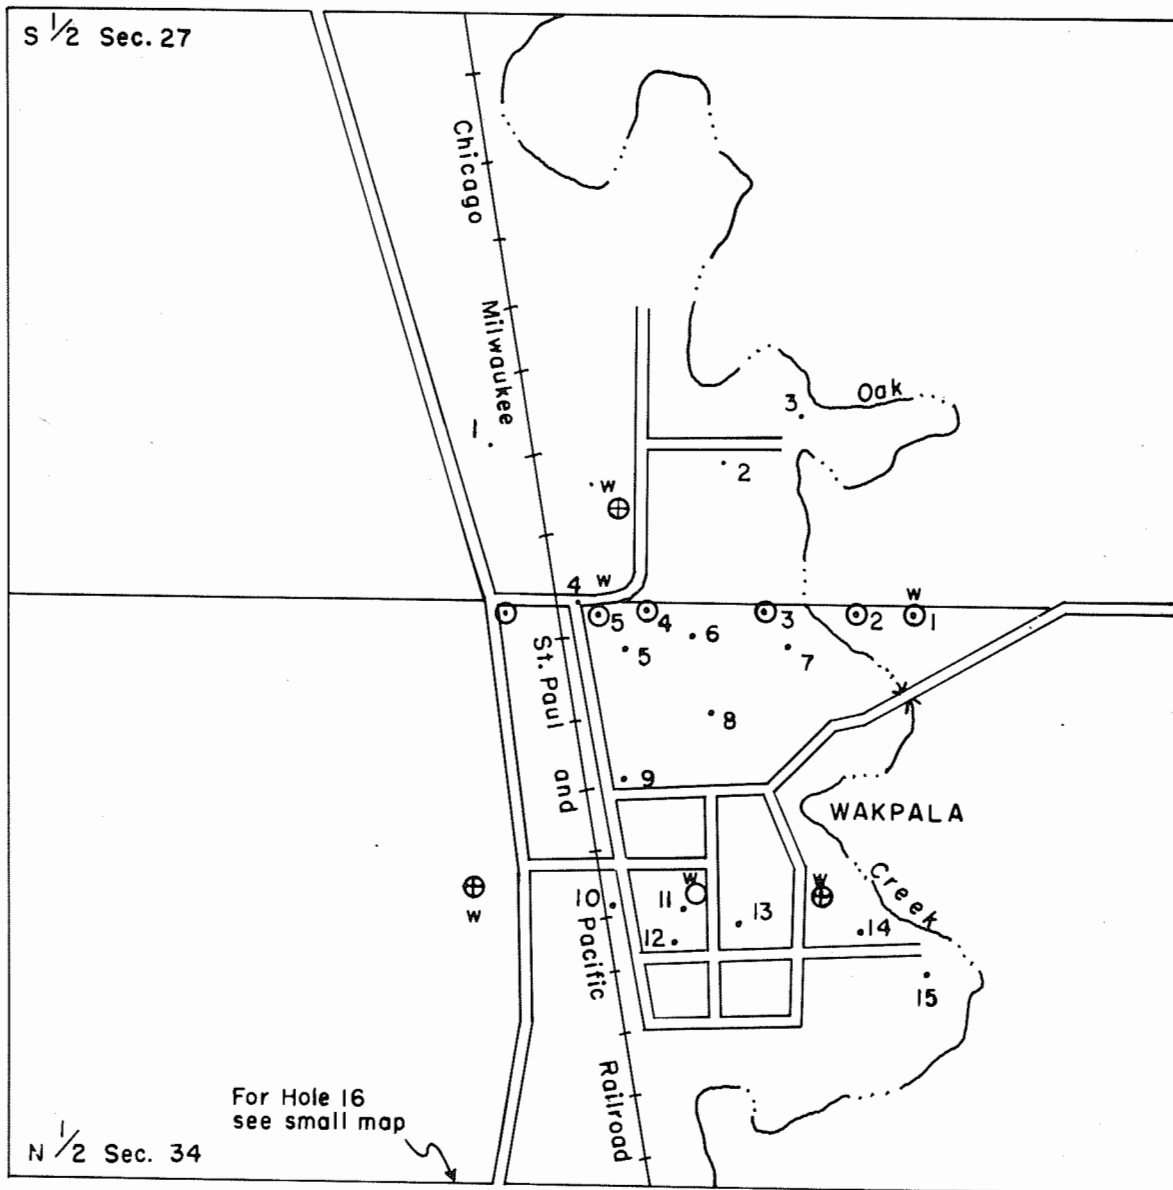 S 1/2 Sec. 27
Chicago
Milwaukee
Oak
3
1
2
W
4
W
W
5
4
3
2
1
6
5
7
St. Paul
8
and
9
WAKPALA
Creek
W
W
W
10
11
13
14
12
Pacific
15
Railroad
For Hole 16
see small map
N 1/2 Sec. 34